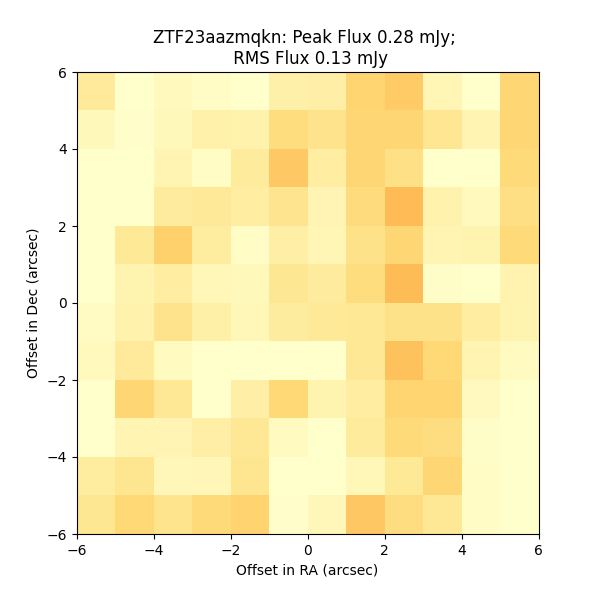 ZTF23aazmqkn: Peak Flux 0.28 mJy;
RMS Flux 0.13 mJy
6
4
2
0
−2
−4
−6
Offset in Dec (arcsec)
−6 −4 −2 0 2 4 6
Offset in RA (arcsec)